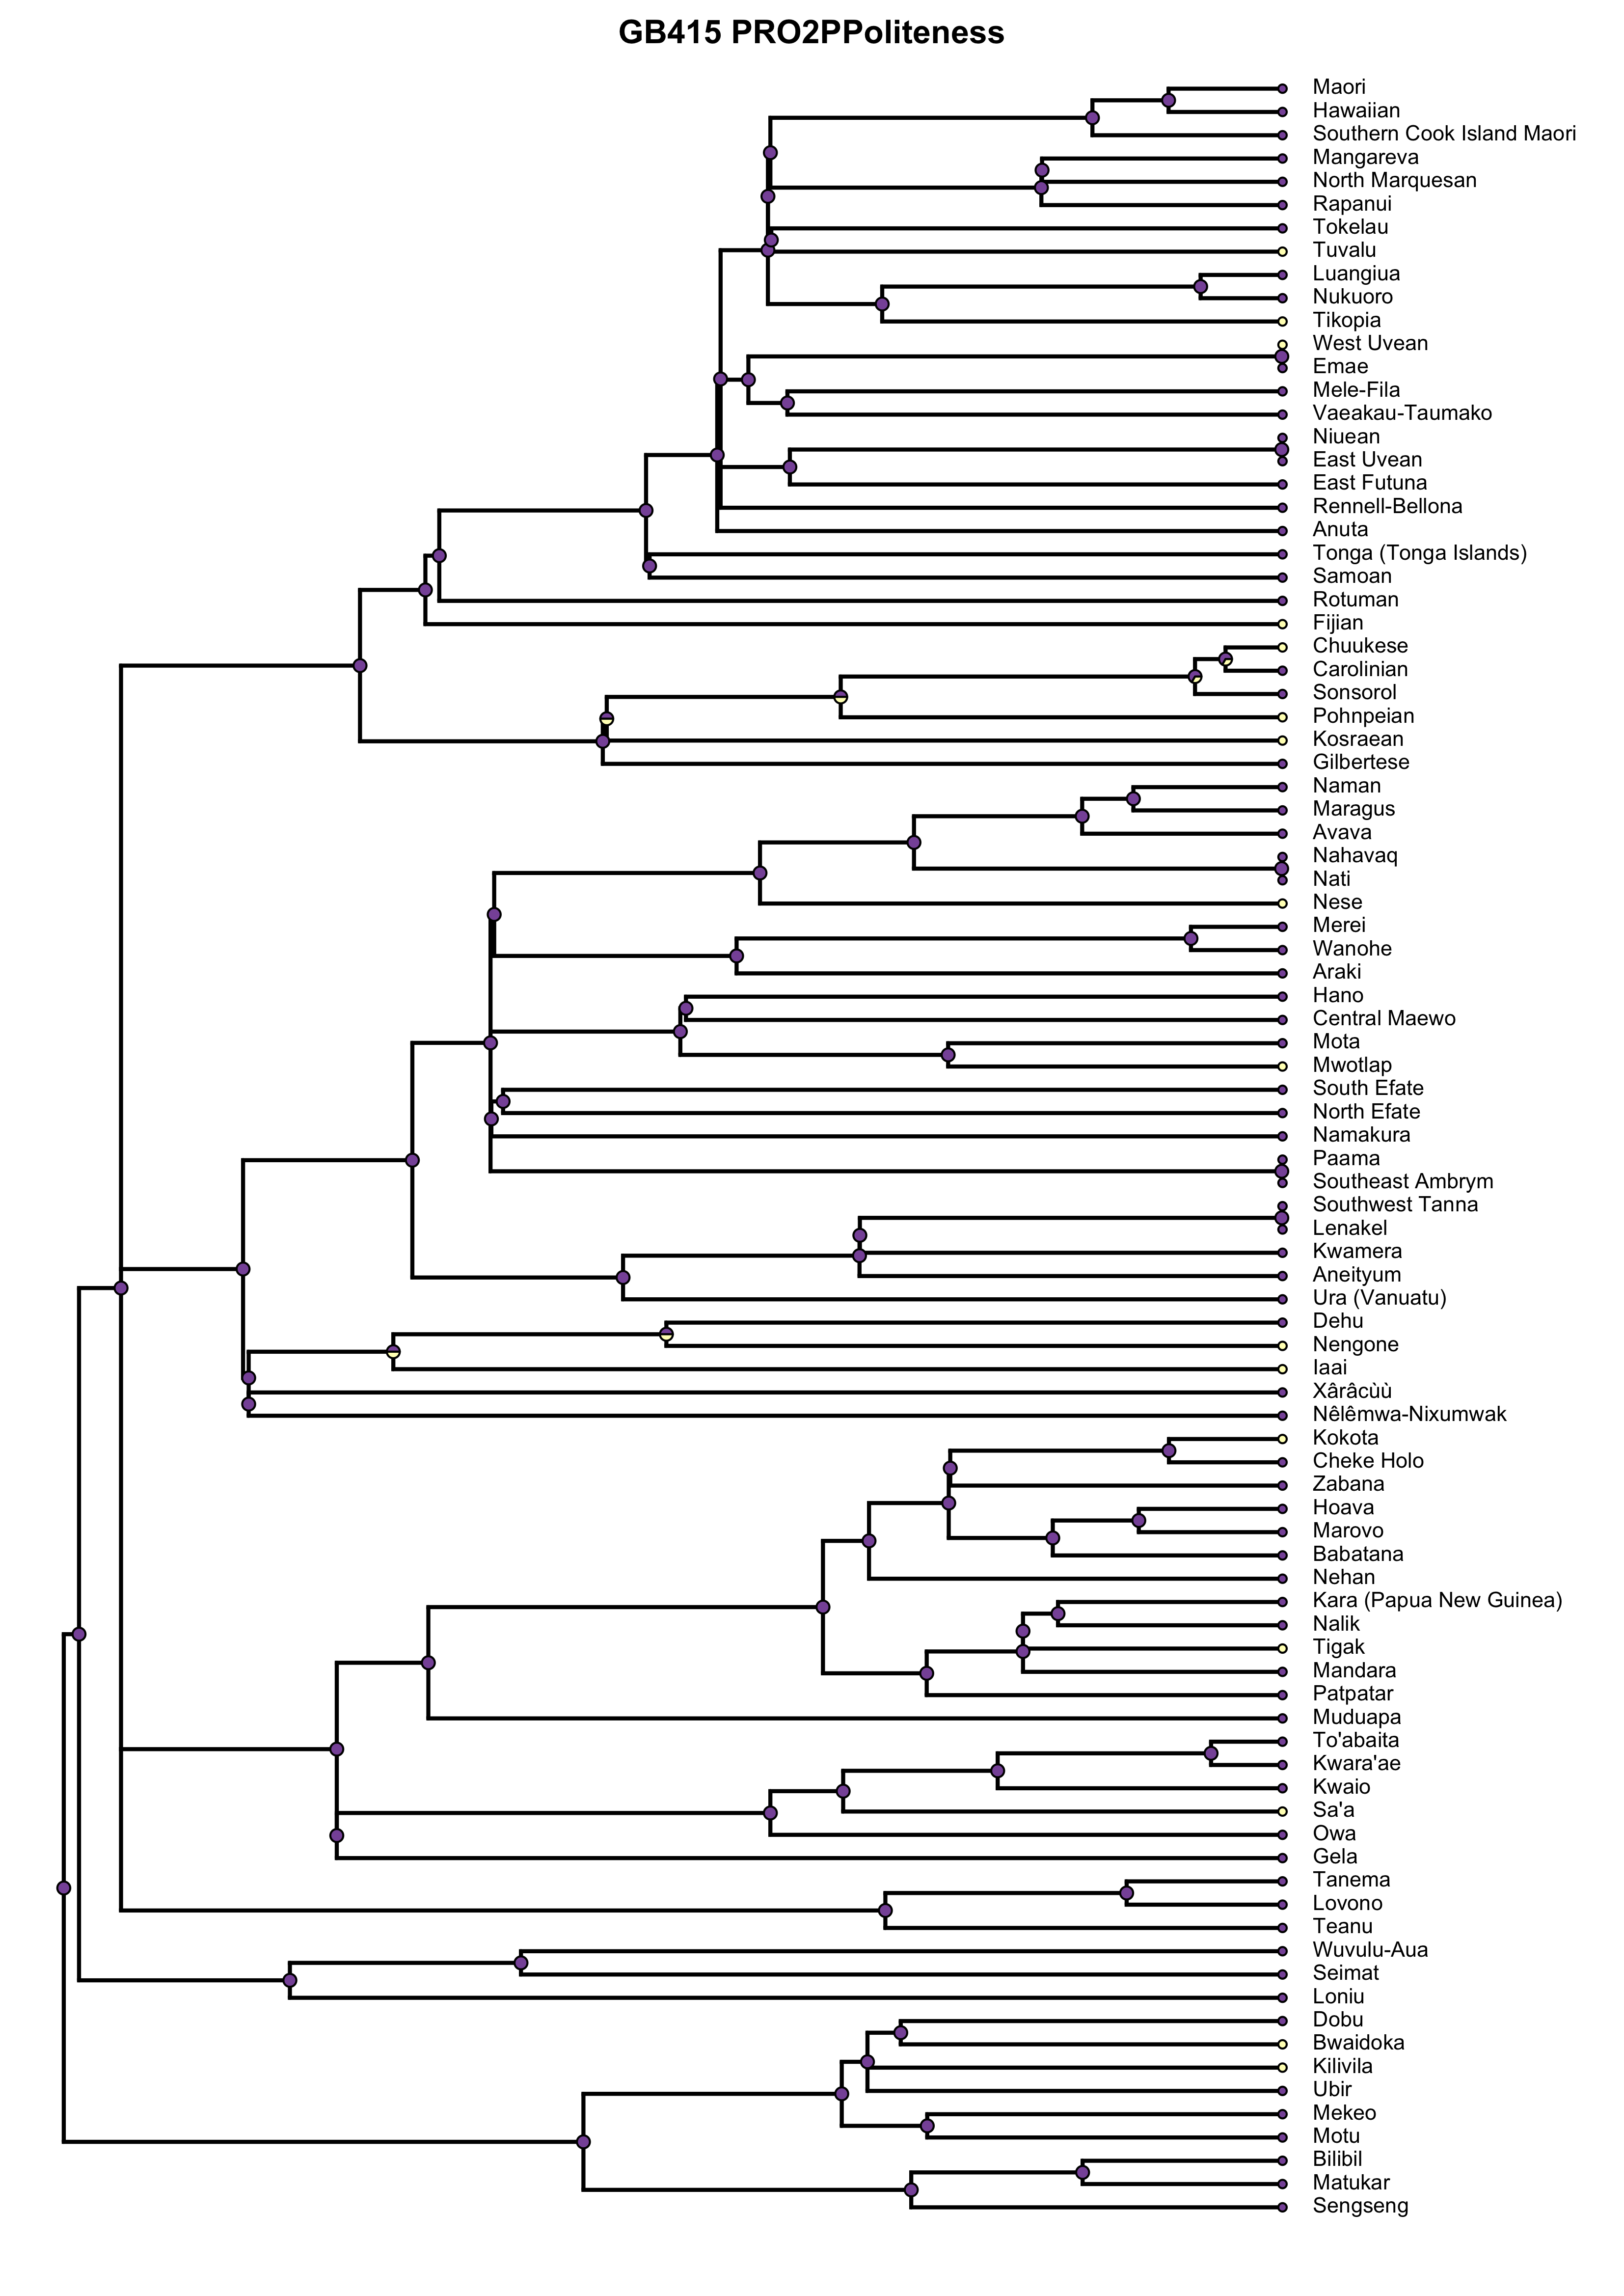 GB415 PRO2PPoliteness
Maori
Hawaiian
Southern Cook Island Maori
Mangareva
North Marquesan
Rapanui
Tokelau
Tuvalu
Luangiua
Nukuoro
Tikopia
West Uvean
Emae
Mele-Fila
Vaeakau-Taumako
Niuean
East Uvean
East Futuna
Rennell-Bellona
Anuta
Tonga (Tonga Islands)
Samoan
Rotuman
Fijian
Chuukese
Carolinian
Sonsorol
Pohnpeian
Kosraean
Gilbertese
Naman
Maragus
Avava
Nahavaq
Nati
Nese
Merei
Wanohe
Araki
Hano
Central Maewo
Mota
Mwotlap
South Efate
North Efate
Namakura
Paama
Southeast Ambrym
Southwest Tanna
Lenakel
Kwamera
Aneityum
Ura (Vanuatu)
Dehu
Nengone
Iaai
Xârâcùù
Nêlêmwa-Nixumwak
Kokota
Cheke Holo
Zabana
Hoava
Marovo
Babatana
Nehan
Kara (Papua New Guinea)
Nalik
Tigak
Mandara
Patpatar
Muduapa
To'abaita
Kwara'ae
Kwaio
Sa'a
Owa
Gela
Tanema
Lovono
Teanu
Wuvulu-Aua
Seimat
Loniu
Dobu
Bwaidoka
Kilivila
Ubir
Mekeo
Motu
Bilibil
Matukar
Sengseng